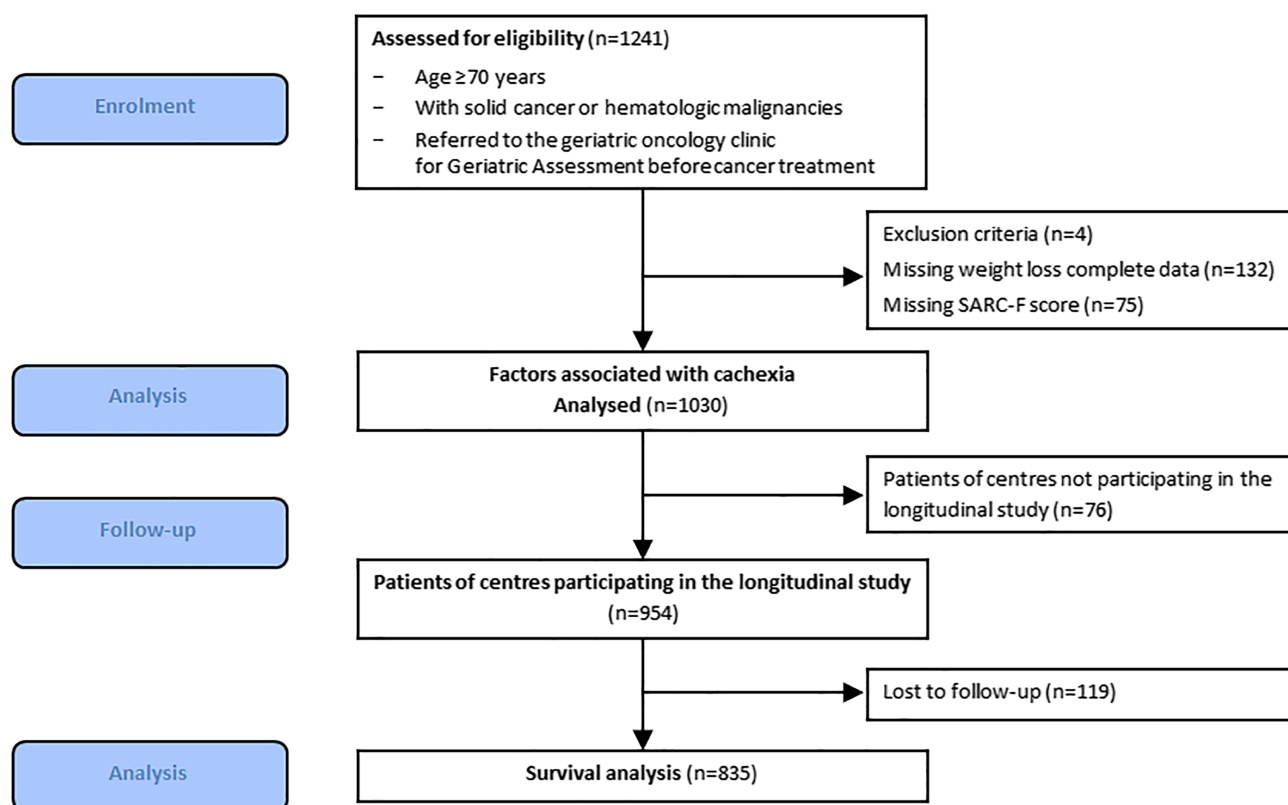 Enrolment
Assessed for eligibility (n=1241)
− Age ≥70 years
− With solid cancer or hematologic malignancies
− Referred to the geriatric oncology clinic
for Geriatric Assessment before cancer treatment
Exclusion criteria (n=4)
Missing weight loss complete data (n=132)
Missing SARC-F score (n=75)
Analysis
Factors associated with cachexia
Analysed (n=1030)
Patients of centres not participating in the
longitudinal study (n=76)
Follow-up
Patients of centres participating in the longitudinal study
(n=954)
Lost to follow-up (n=119)
Analysis
Survival analysis (n=835)